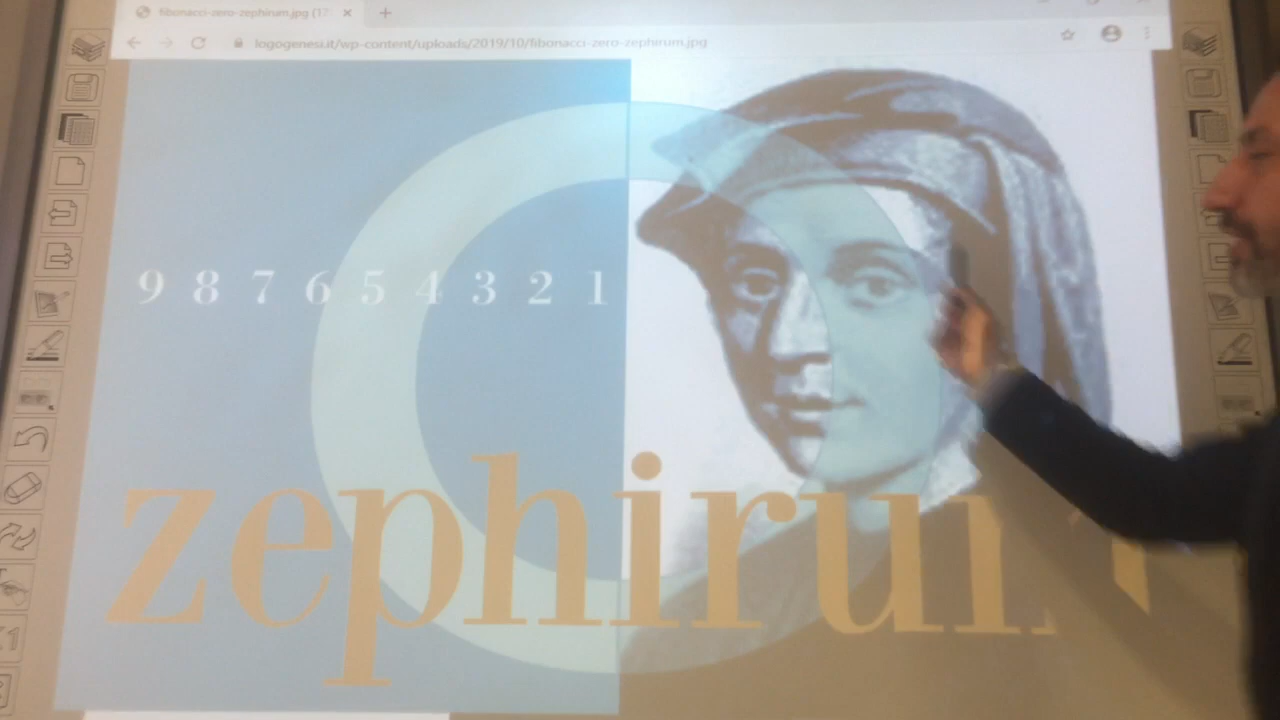 fibonacci-zero-zephirum.jpg (12
logogenesi.it/wp-content/uploads/2019/10/fibonacci-zero-zephirum.jpg
9 8 7 6 5 4 3 2 1
zephirum